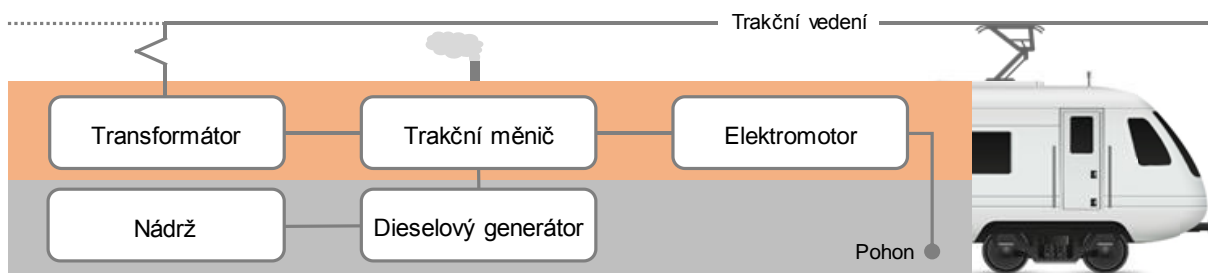 Trakční vedení
Transformátor
Trakční měnič
Elektromotor
Nádrž
Dieselový generátor
Pohon